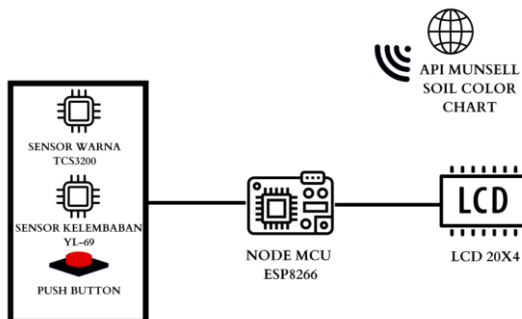 API MUNSELL
SOIL COLOR
CHART
SENSOR WARNA
TCS3200
SENSOR KELEMBABAN
YL-69
PUSH BUTTON
NODE MCU
ESP8266
LCD
LCD 20X4